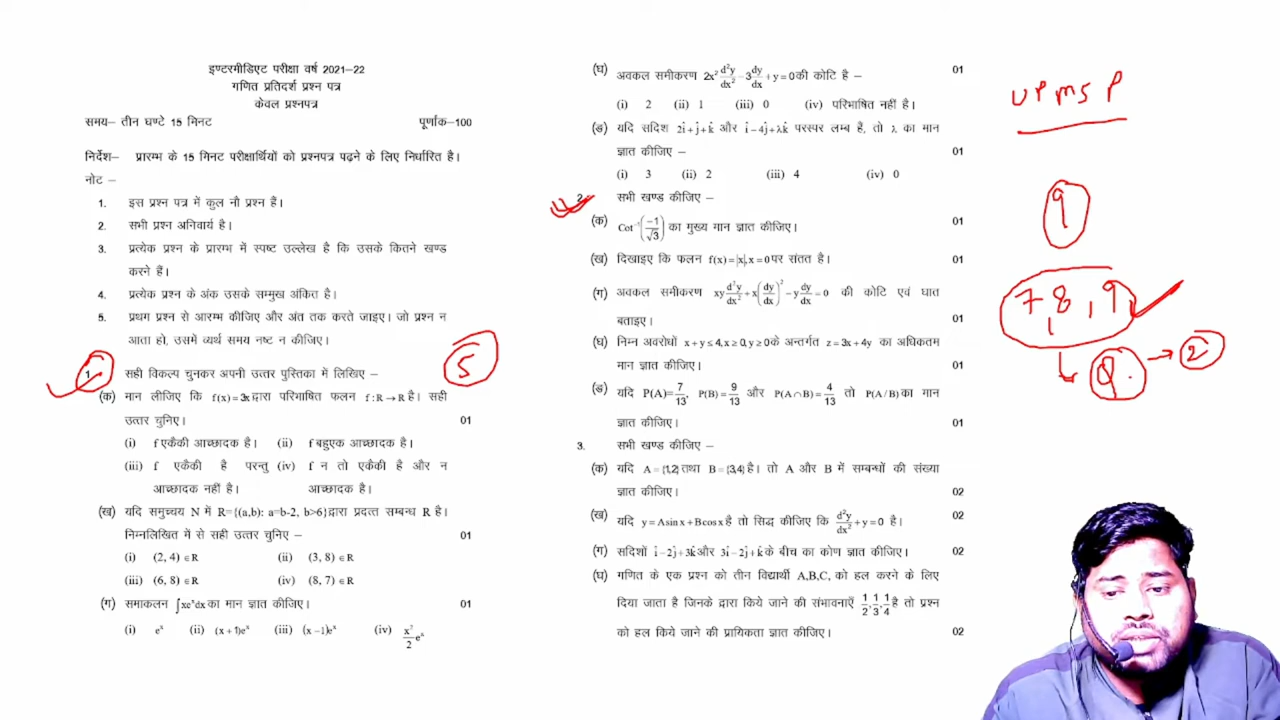 इण्टरमीडिएट परीक्षा वर्ष 2021-22
गणित प्रतिदर्श प्रश्न पत्र
केवल प्रश्नपत्र
समय– तीन घण्टे 15 मिनट पूर्णांक–100
निर्देश– प्रारम्भ के 15 मिनट परीक्षार्थियों को प्रश्नपत्र पढ़ने के लिए निर्धारित है।
नोट –
1. इस प्रश्न पत्र में कुल नौ प्रश्न हैं।
2. सभी प्रश्न अनिवार्य है।
3. प्रत्येक प्रश्न के प्रारम्भ में स्पष्ट उल्लेख है कि उसके कितने खण्ड
करने हैं।
4. प्रत्येक प्रश्न के अंक उसके सम्मुख अंकित है।
5. प्रथग प्रश्न से आरम्भ कीजिए और अंत तक करते जाइए। जो प्रश्न न
आता हो, उसमें व्यर्थ समय नष्ट न कीजिए।
1. सही विकल्प चुनकर अपनी उत्तर पुस्तिका में लिखिए – 5
(क) मान लीजिए कि f(x)=3x द्वारा परिभाषित फलन f:R→R है। सही
उत्तर चुनिए। 01
(i) f एकैकी आच्छादक है। (ii) f बहुएक आच्छादक है।
(iii) f एकैकी है परन्तु (iv) f न तो एकैकी है और न
आच्छादक नहीं है। आच्छादक है।
(ख) यदि समुच्चय N में R={(a,b): a=b-2, b>6}द्वारा प्रदत्त सम्बन्ध R है।
निम्नलिखित में से सही उत्तर चुनिए – 01
(i) (2, 4) ∈R (ii) (3, 8) ∈R
(iii) (6, 8) ∈R (iv) (8, 7) ∈R
(ग) समाकलन ∫xeˣdx का मान ज्ञात कीजिए। 01
(i) eˣ (ii) (x+1)eˣ (iii) (x−1)eˣ (iv) x²/2 eˣ
(घ) अवकल समीकरण 2x² d²y/dx² −3 dy/dx +y=0 की कोटि है – 01
(i) 2 (ii) 1 (iii) 0 (iv) परिभाषित नहीं है।
(ङ) यदि सदिश 2î+ĵ+k̂ और î−4ĵ+λk̂ परस्पर लम्ब हैं, तो λ का मान
ज्ञात कीजिए – 01
(i) 3 (ii) 2 (iii) 4 (iv) 0
2. सभी खण्ड कीजिए –
(क) Cot⁻¹(−1/√3) का मुख्य मान ज्ञात कीजिए। 01
(ख) दिखाइए कि फलन f(x)=|x|,x=0 पर संतत है। 01
(ग) अवकल समीकरण xy d²y/dx² +x(dy/dx)² −y dy/dx =0 की कोटि एवं घात
बताइए। 01
(घ) निम्न अवरोधों x+y≤4,x≥0,y≥0 के अन्तर्गत z=3x+4y का अधिकतम
मान ज्ञात कीजिए। 01
(ङ) यदि P(A)=7/13, P(B)=9/13 और P(A∩B)=4/13 तो P(A/B) का मान
ज्ञात कीजिए। 01
3. सभी खण्ड कीजिए –
(क) यदि A={1,2} तथा B={3,4} है। तो A और B में सम्बन्धों की संख्या
ज्ञात कीजिए। 02
(ख) यदि y=Asinx+Bcosx है तो सिद्ध कीजिए कि d²y/dx² +y=0 है। 02
(ग) सदिशों î−2ĵ+3k̂ और 3î−2ĵ+k̂ के बीच का कोण ज्ञात कीजिए। 02
(घ) गणित के एक प्रश्न को तीन विद्यार्थी A,B,C, को हल करने के लिए
दिया जाता है जिनके द्वारा किये जाने की संभावनाएँ 1/2,1/3,1/4 है तो प्रश्न
को हल किये जाने की प्रायिकता ज्ञात कीजिए। 02
UPMSP
9
7, 8, 9
Q. → 2